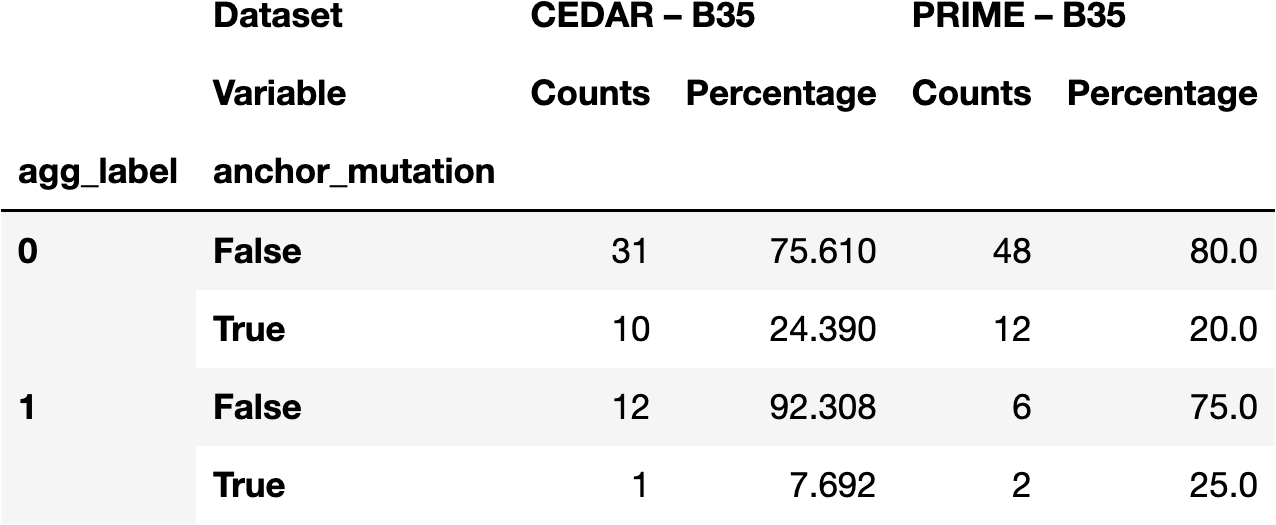 Dataset CEDAR – B35 PRIME – B35
Variable Counts Percentage Counts Percentage
agg_label anchor_mutation
0 False 31 75.610 48 80.0
True 10 24.390 12 20.0
1 False 12 92.308 6 75.0
True 1 7.692 2 25.0